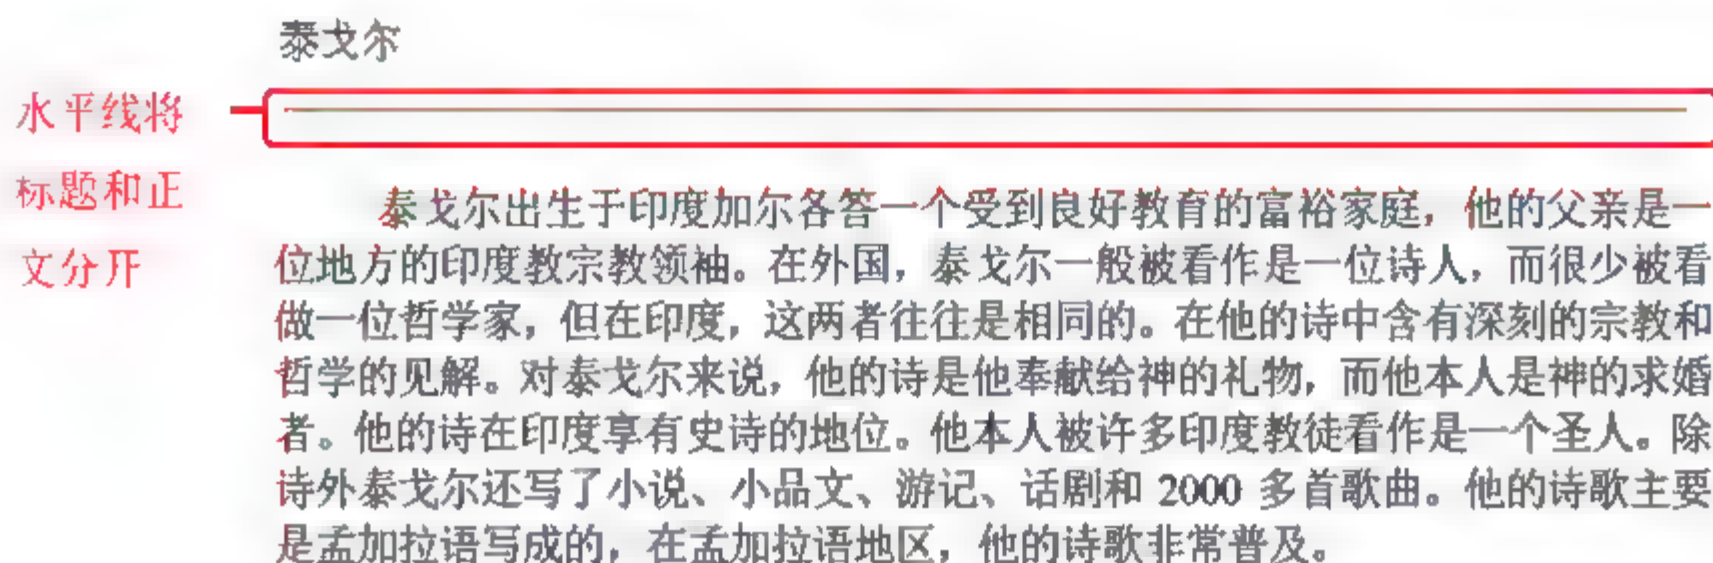 泰戈尔
水平线将
标题和正
文分开
泰戈尔出生于印度加尔各答一个受到良好教育的富裕家庭，他的父亲是一
位地方的印度教宗教领袖。在外国，泰戈尔一般被看作是一位诗人，而很少被看
做一位哲学家，但在印度，这两者往往是相同的。在他的诗中含有深刻的宗教和
哲学的见解。对泰戈尔来说，他的诗是他奉献给神的礼物，而他本人是神的求婚
者。他的诗在印度享有史诗的地位。他本人被许多印度教徒看作是一个圣人。除
诗外泰戈尔还写了小说、小品文、游记、话剧和 2000 多首歌曲。他的诗歌主要
是孟加拉语写成的，在孟加拉语地区，他的诗歌非常普及。